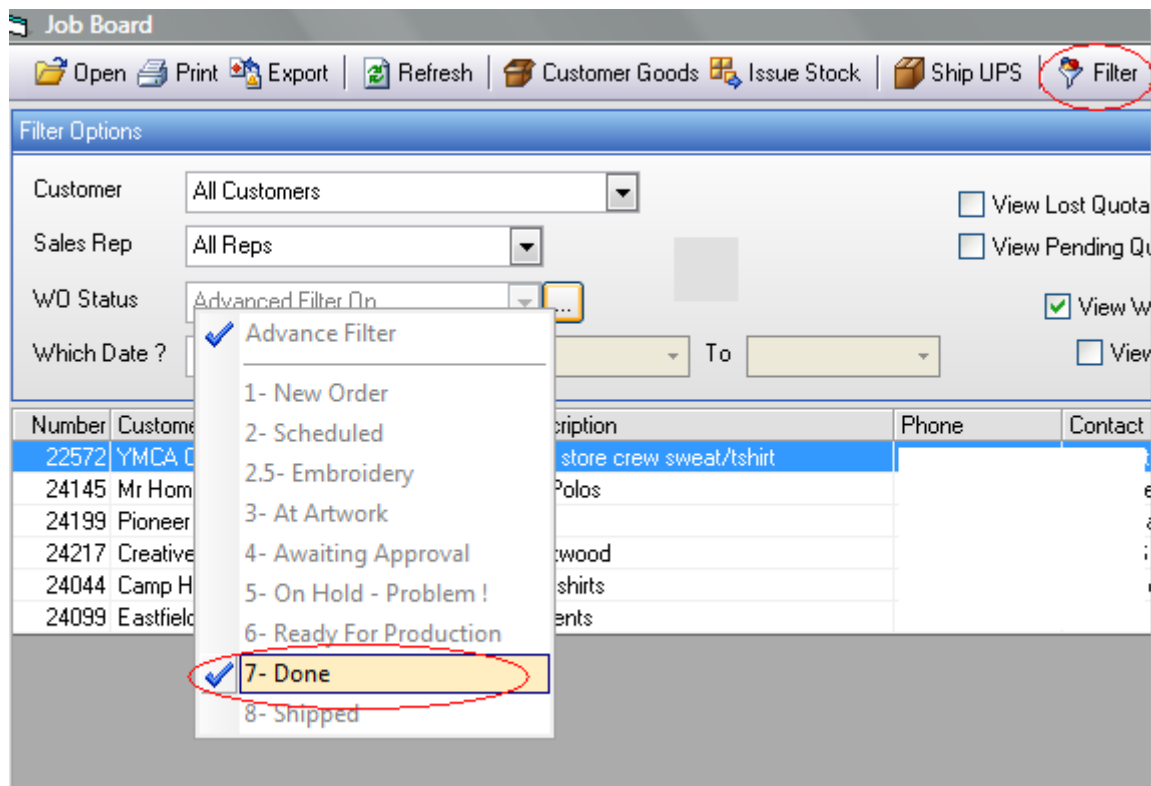 Job Board
Open Print Export Refresh Customer Goods Issue Stock Ship UPS Filter
Filter Options
Customer All Customers View Lost Quota
Sales Rep All Reps View Pending Qu
WO Status Advanced Filter On ... View W
Which Date ? To View
Advance Filter
1- New Order
2- Scheduled
2.5- Embroidery
3- At Artwork
4- Awaiting Approval
5- On Hold - Problem !
6- Ready For Production
7- Done
8- Shipped
Number Custome cription Phone Contact
22572 YMCA C store crew sweat/tshirt
24145 Mr Hom Polos
24199 Pioneer
24217 Creative twood
24044 Camp H shirts
24099 Eastfield ents